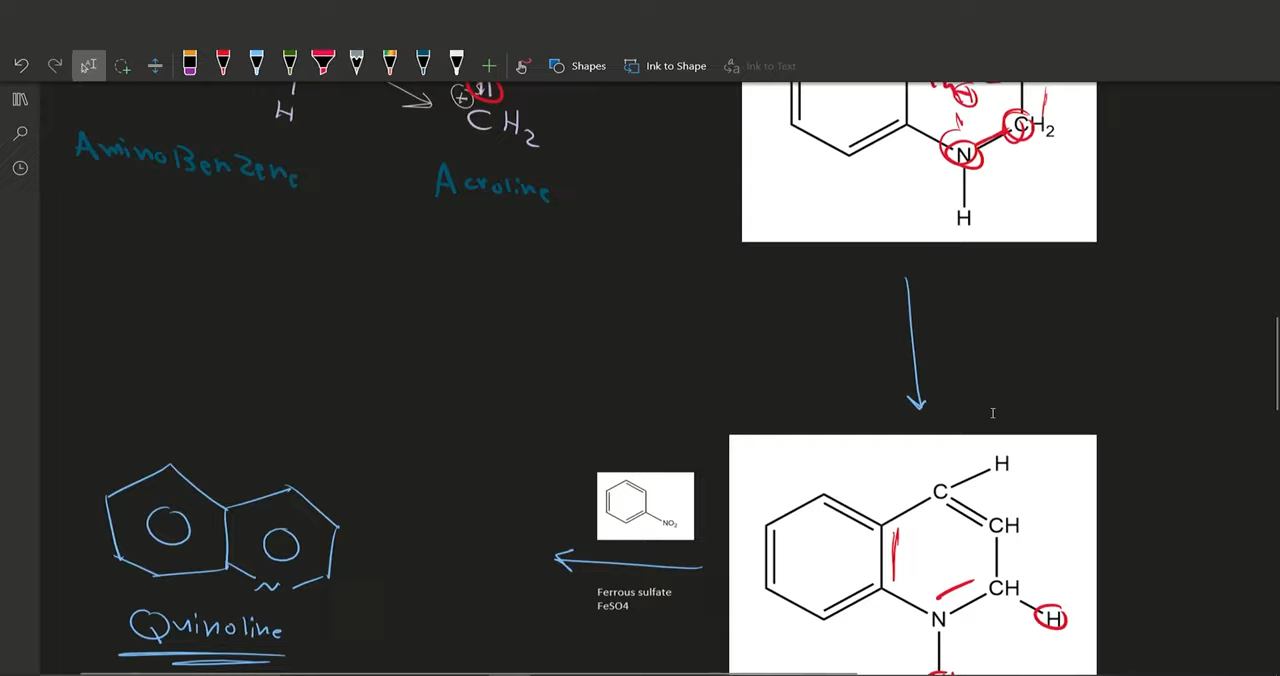 Shapes
Ink to Shape
Ink to Text
H
CH2
AminoBenzene
Acroline
CH2
N
H
H
C
CH
NO2
CH
Ferrous sulfate
FeSO4
H
N
N
Quinoline